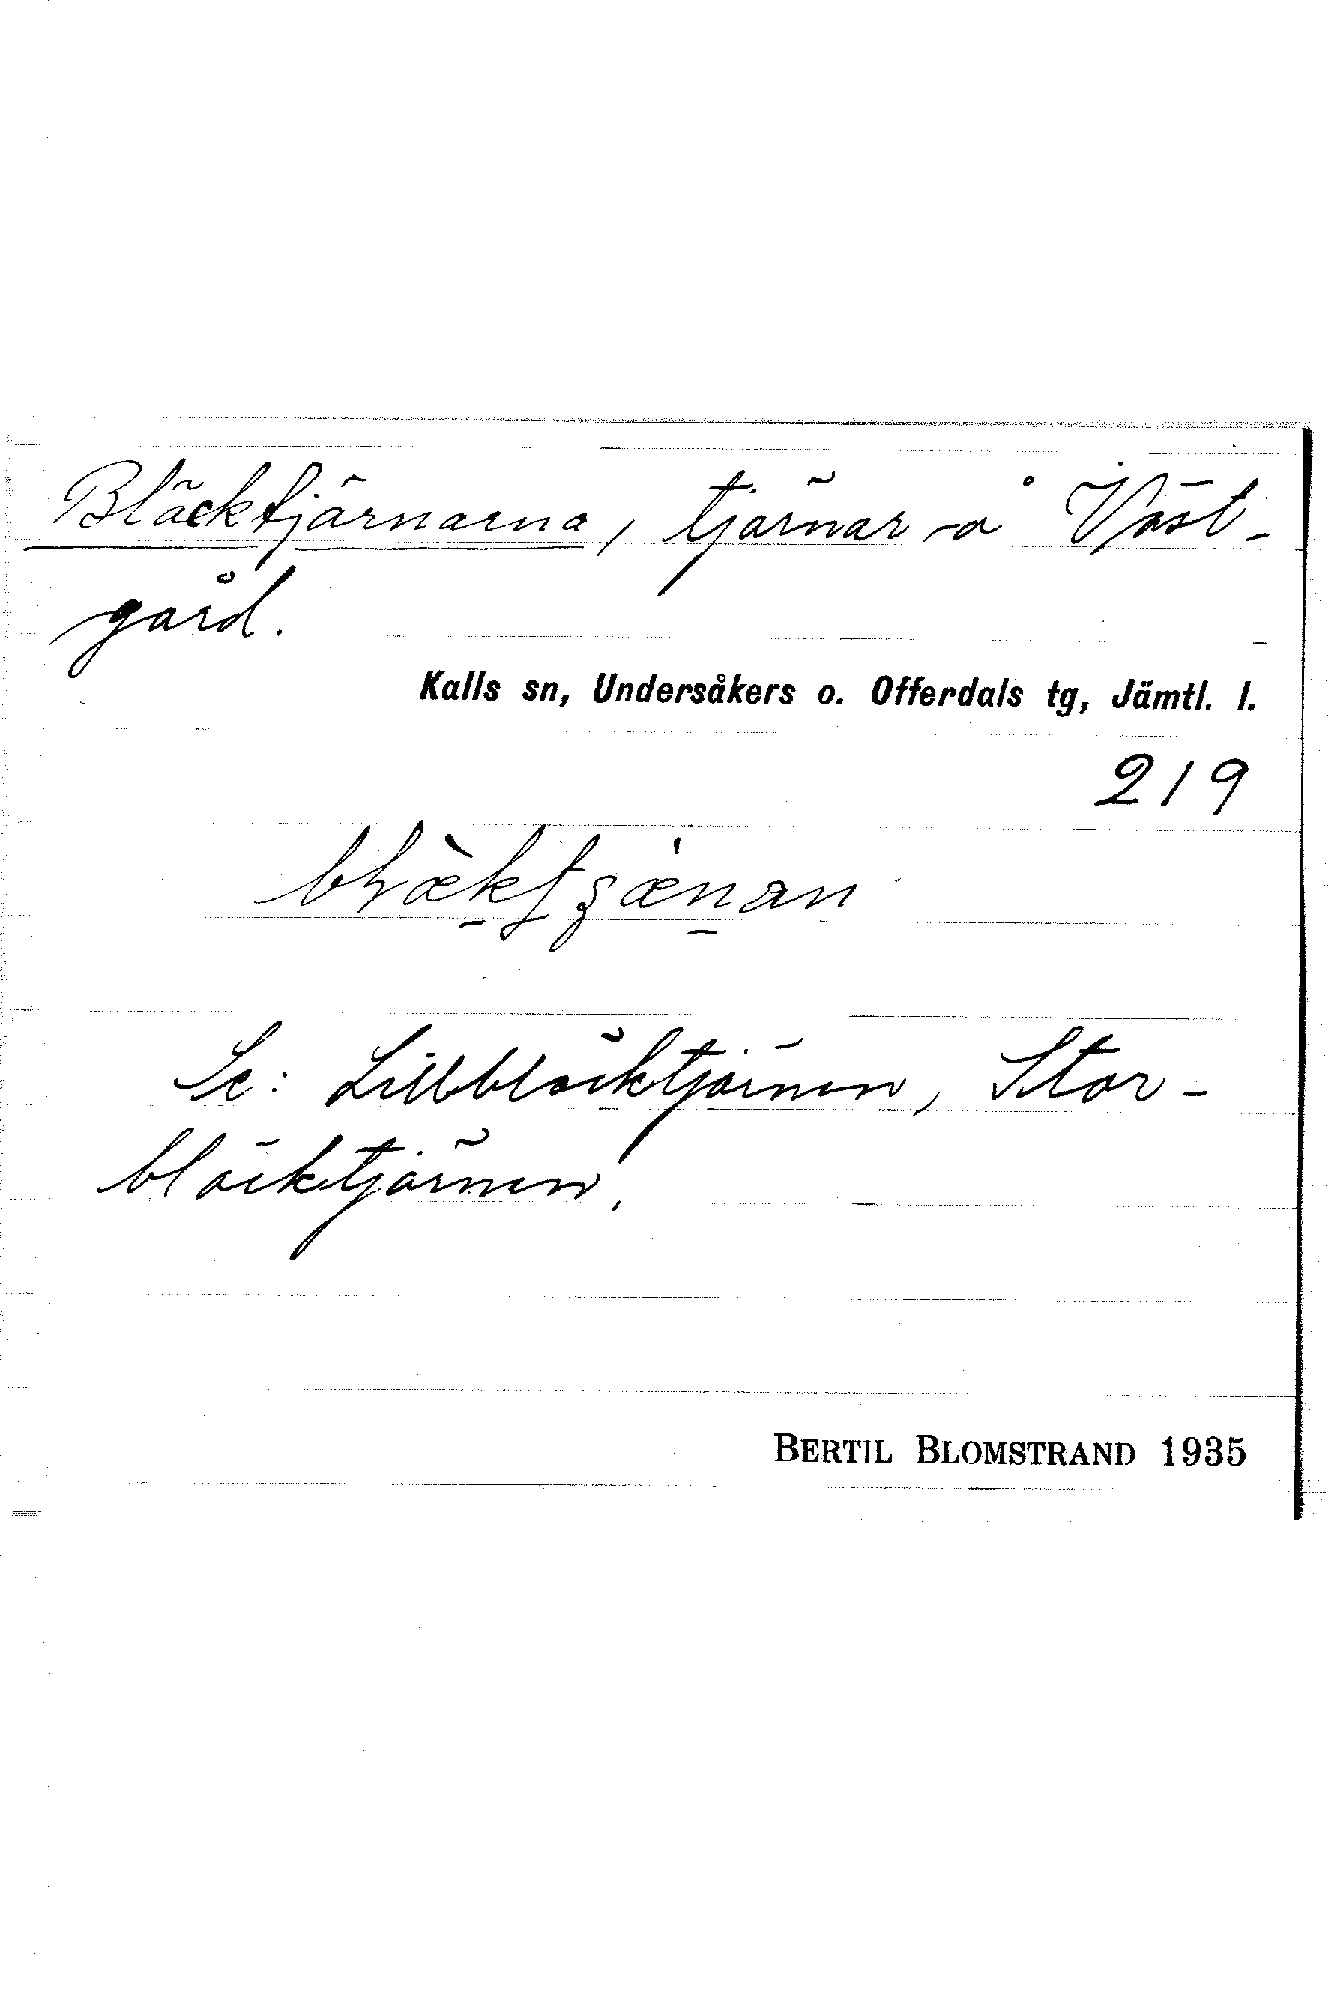 Bläcktjärnarna, tjärnar å Väst-
gård.
Kalls sn, Undersåkers o. Offerdals tg, Jämtl. l.
219
Se: Lillbläcktjärnen, Stor-
bläcktjärnen.
BERTIL BLOMSTRAND 1935